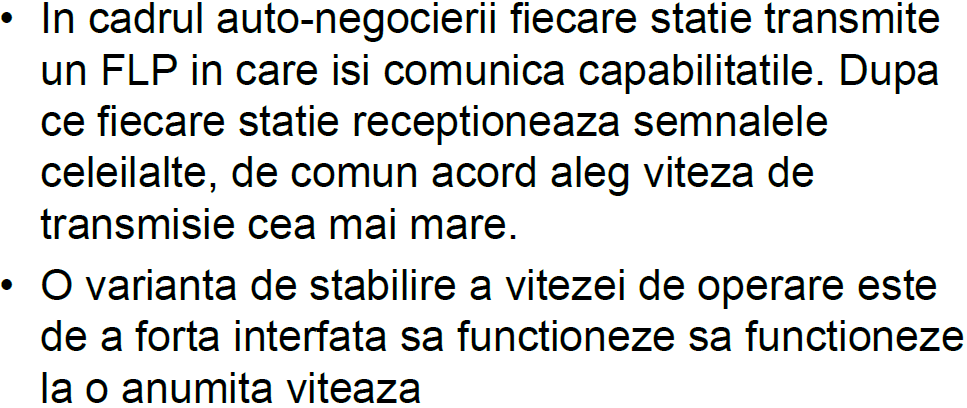 • In cadrul auto-negocierii fiecare statie transmite
un FLP in care isi comunica capabilitatile. Dupa
ce fiecare statie receptioneaza semnalele
celeilalte, de comun acord aleg viteza de
transmisie cea mai mare.
• O varianta de stabilire a vitezei de operare este
de a forta interfata sa functioneze sa functioneze
la o anumita viteaza